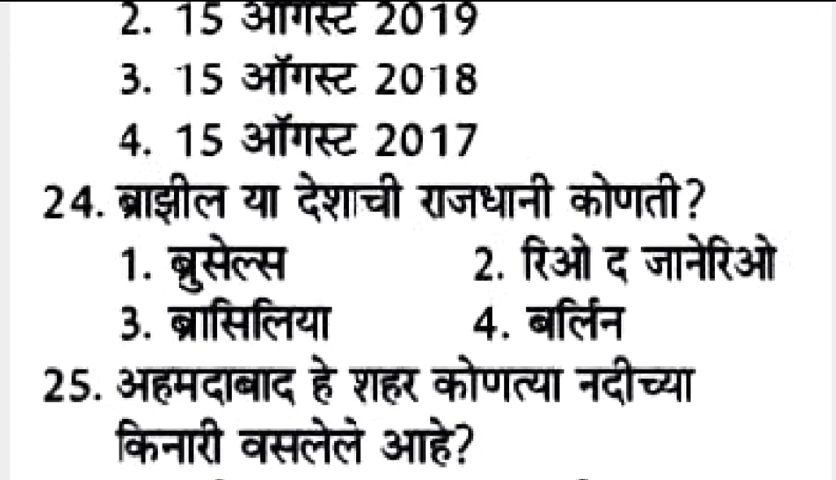 2. 15 ऑगस्ट 2019
3. 15 ऑगस्ट 2018
4. 15 ऑगस्ट 2017
24. ब्राझील या देशाची राजधानी कोणती?
1. ब्रुसेल्स 2. रिओ द जानेरिओ
3. ब्रासिलिया 4. बर्लिन
25. अहमदाबाद हे शहर कोणत्या नदीच्या
किनारी वसलेले आहे?